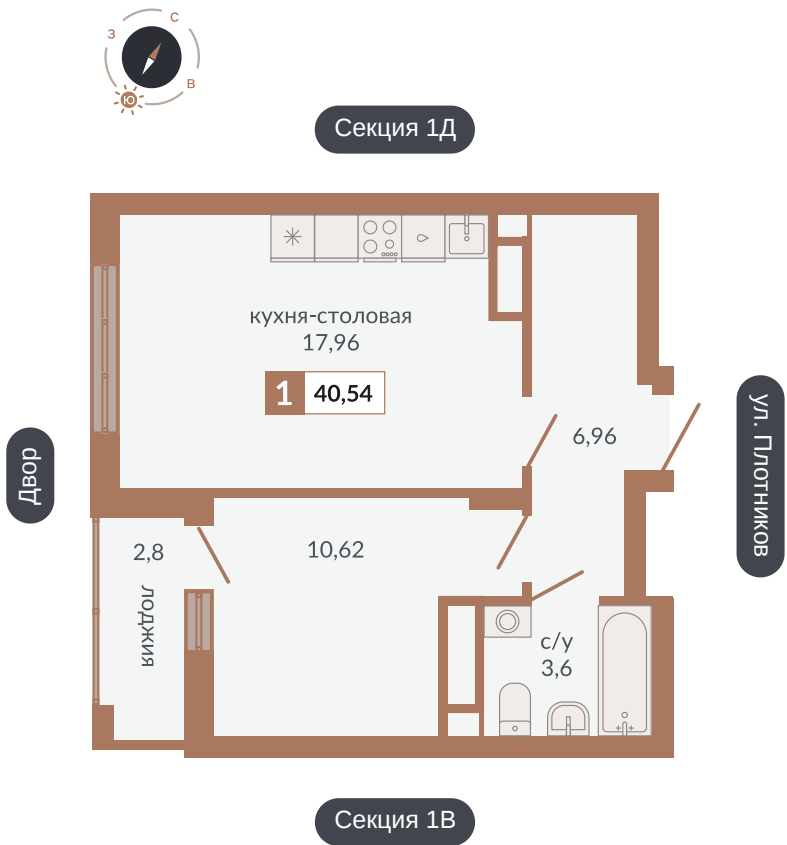 С
З
В
Ю
Секция 1Д
кухня-столовая
17,96
1 40,54
6,96
ул. Плотников
Двор
2,8
лоджия
10,62
с/у
3,6
Секция 1В